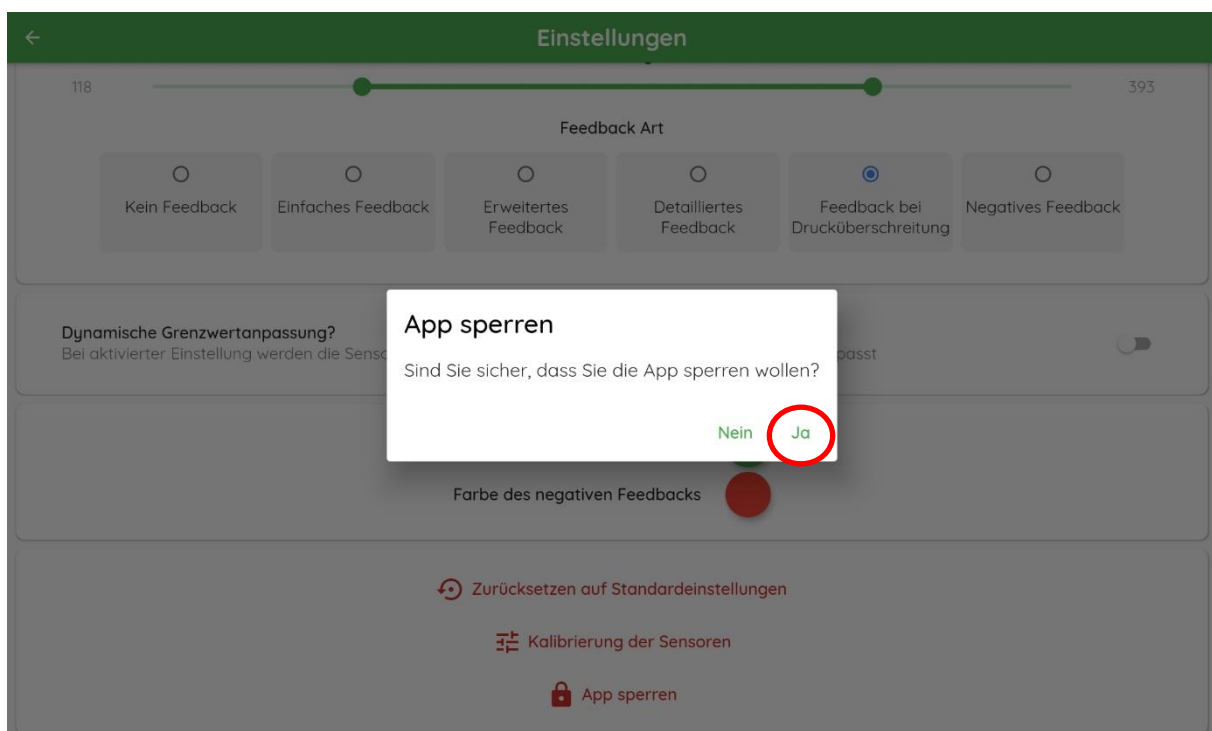 Einstellungen
118
393
Feedback Art
Kein Feedback
Einfaches Feedback
Erweitertes
Feedback
Detailliertes
Feedback
Feedback bei
Drucküberschreitung
Negatives Feedback
Dynamische Grenzwertanpassung?
Bei aktivierter Einstellung werden die
App sperren
Sind Sie sicher, dass Sie die App sperren wollen?
Nein
Ja
Farbe des negativen Feedbacks
Zurücksetzen auf Standardeinstellungen
Kalibrierung der Sensoren
App sperren